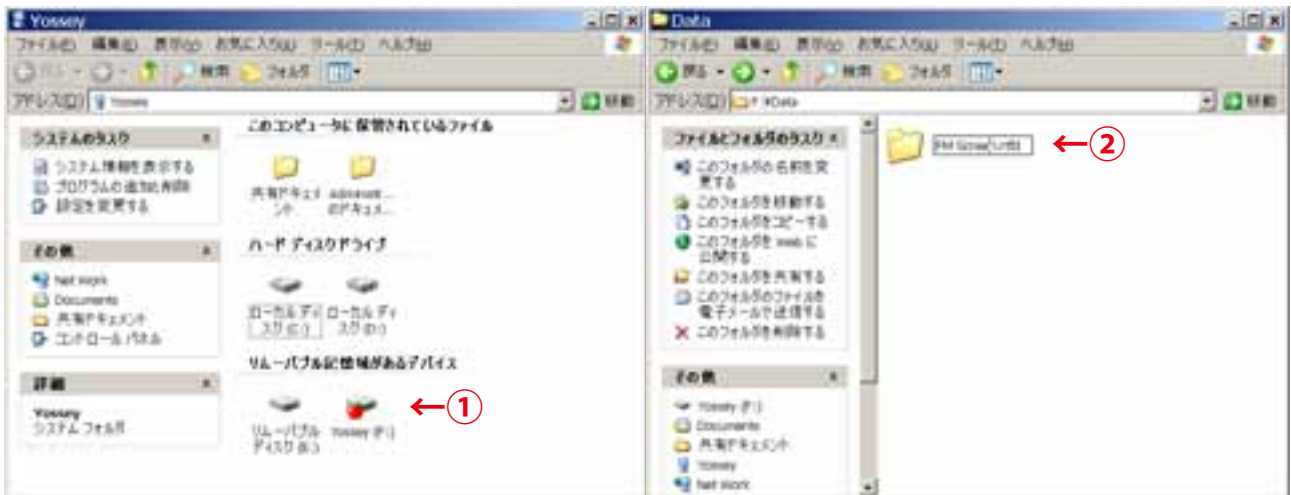 Yossey
ファイル(F) 編集(E) 表示(V) お気に入り(A) ツール(T) ヘルプ(H)
戻る 検索 フォルダ
アドレス(D) Yossey 移動
システムのタスク
システム情報を表示する
プログラムの追加と削除
設定を変更する
その他
Net Work
Documents
共有ドキュメント
コントロール パネル
詳細
Yossey
システム フォルダ
このコンピュータに保管されているファイル
共有ドキュメント
のドキュメ...
ハード ディスク ドライブ
ローカル ディスク (C:)
ローカル ディスク (D:)
リムーバブル記憶域があるデバイス
リムーバブル ディスク (E:)
Yossey (F:)
←①
Data
ファイル(F) 編集(E) 表示(V) お気に入り(A) ツール(T) ヘルプ(H)
戻る 検索 フォルダ
アドレス(D) F:¥Data 移動
ファイルとフォルダのタスク
このフォルダの名前を変
更する
このフォルダを移動する
このフォルダをコピーする
このフォルダを Web に
公開する
このフォルダを共有する
このフォルダのファイルを
電子メールで送信する
このフォルダを削除する
その他
Yossey (F:)
Documents
共有ドキュメント
Yossey
Net Work
←②